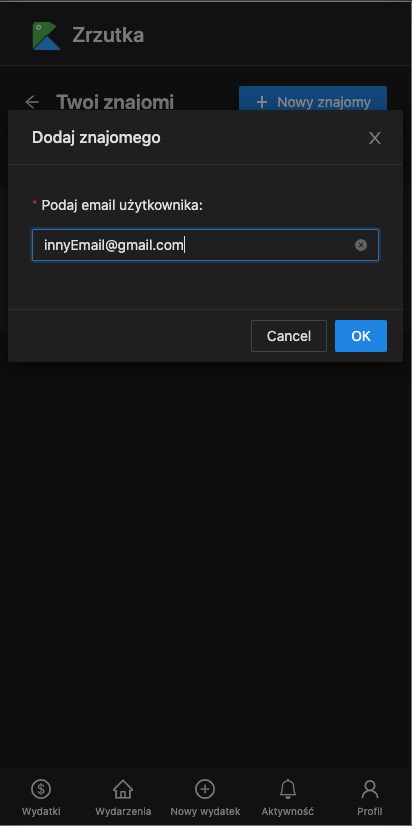 Zrzutka
Twoi znajomi
+ Nowy znajomy
Dodaj znajomego
* Podaj email użytkownika:
innyEmail@gmail.com
Cancel
OK
Wydatki
Wydarzenia
Nowy wydatek
Aktywność
Profil